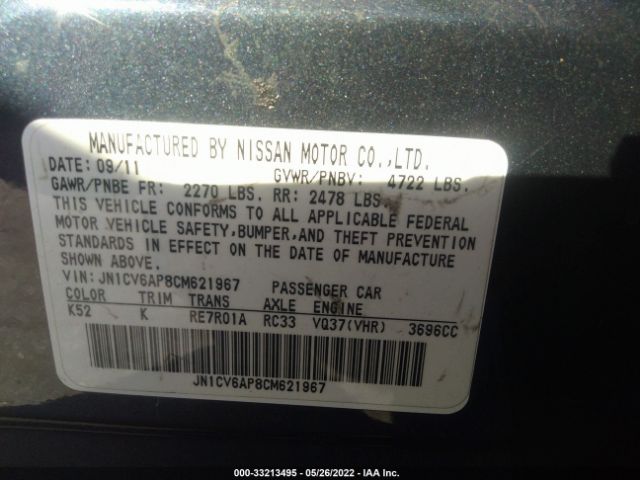 MANUFACTURED BY NISSAN MOTOR CO.,LTD.
DATE: 09/11 GVWR/PNBV: 4722 LBS.
GAWR/PNBE FR: 2270 LBS. RR: 2478 LBS.
THIS VEHICLE CONFORMS TO ALL APPLICABLE FEDERAL
MOTOR VEHICLE SAFETY,BUMPER,AND THEFT PREVENTION
STANDARDS IN EFFECT ON THE DATE OF MANUFACTURE
SHOWN ABOVE.
VIN: JN1CV6AP8CM621967 PASSENGER CAR
COLOR TRIM TRANS AXLE ENGINE
K52 K RE7R01A RC33 VQ37(VHR) 3696CC
JN1CV6AP8CM621967
000-33213495 - 05/26/2022 - IAA Inc.